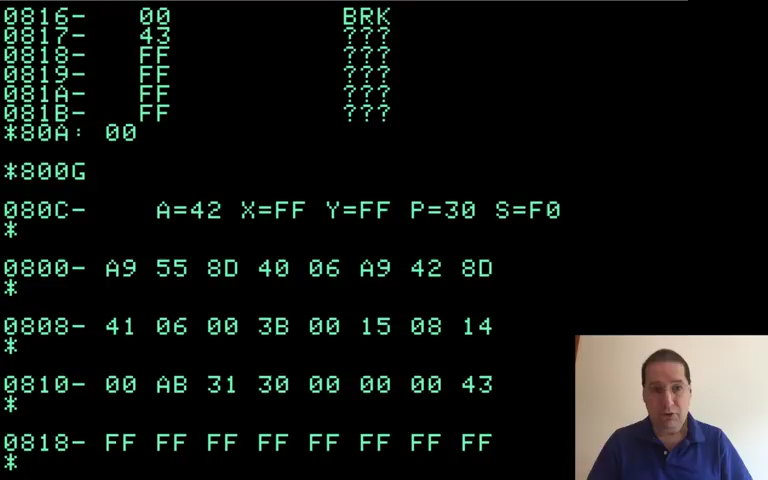 0816- 00 BRK
0817- 43 ???
0818- FF ???
0819- FF ???
081A- FF ???
081B- FF ???
*80A: 00
*800G
080C- A=42 X=FF Y=FF P=30 S=F0
*
0800- A9 55 8D 40 06 A9 42 8D
*
0808- 41 06 00 3B 00 15 08 14
*
0810- 00 AB 31 30 00 00 00 43
*
0818- FF FF FF FF FF FF FF FF
*